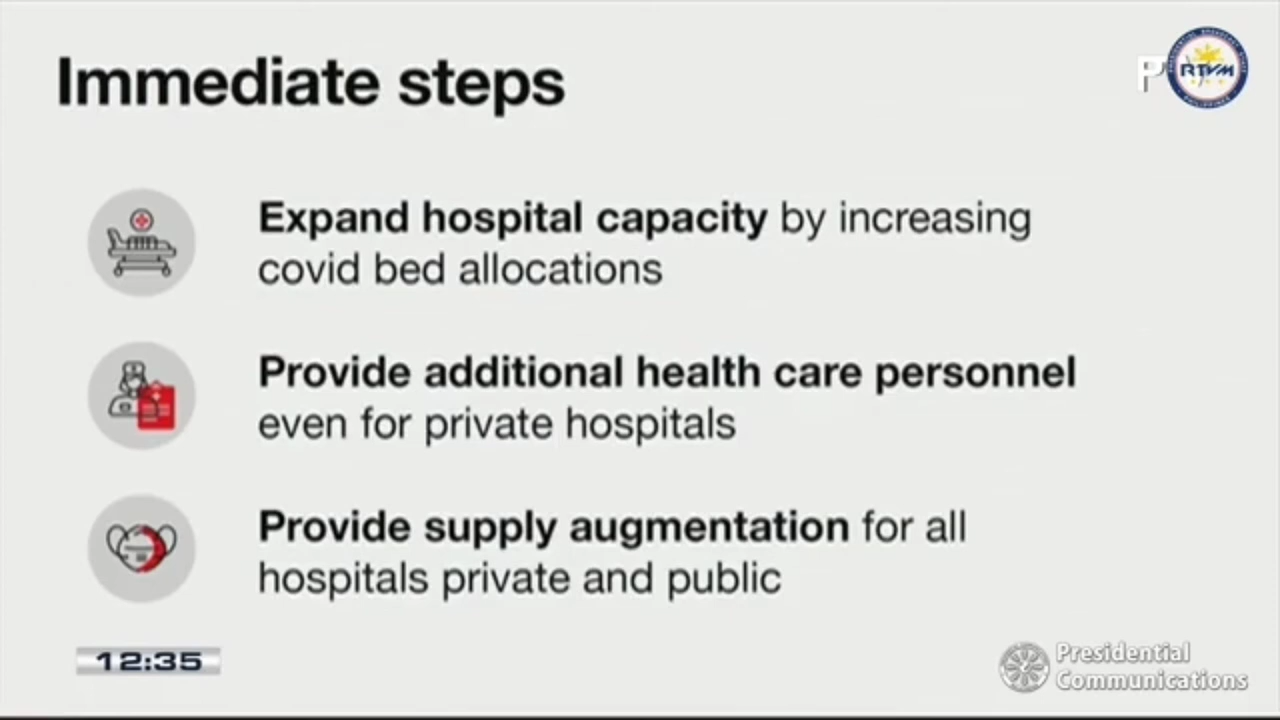 Immediate steps
P
RTVM
PHILIPPINES
Expand hospital capacity by increasing
covid bed allocations
Provide additional health care personnel
even for private hospitals
Provide supply augmentation for all
hospitals private and public
12:35
Presidential
Communications